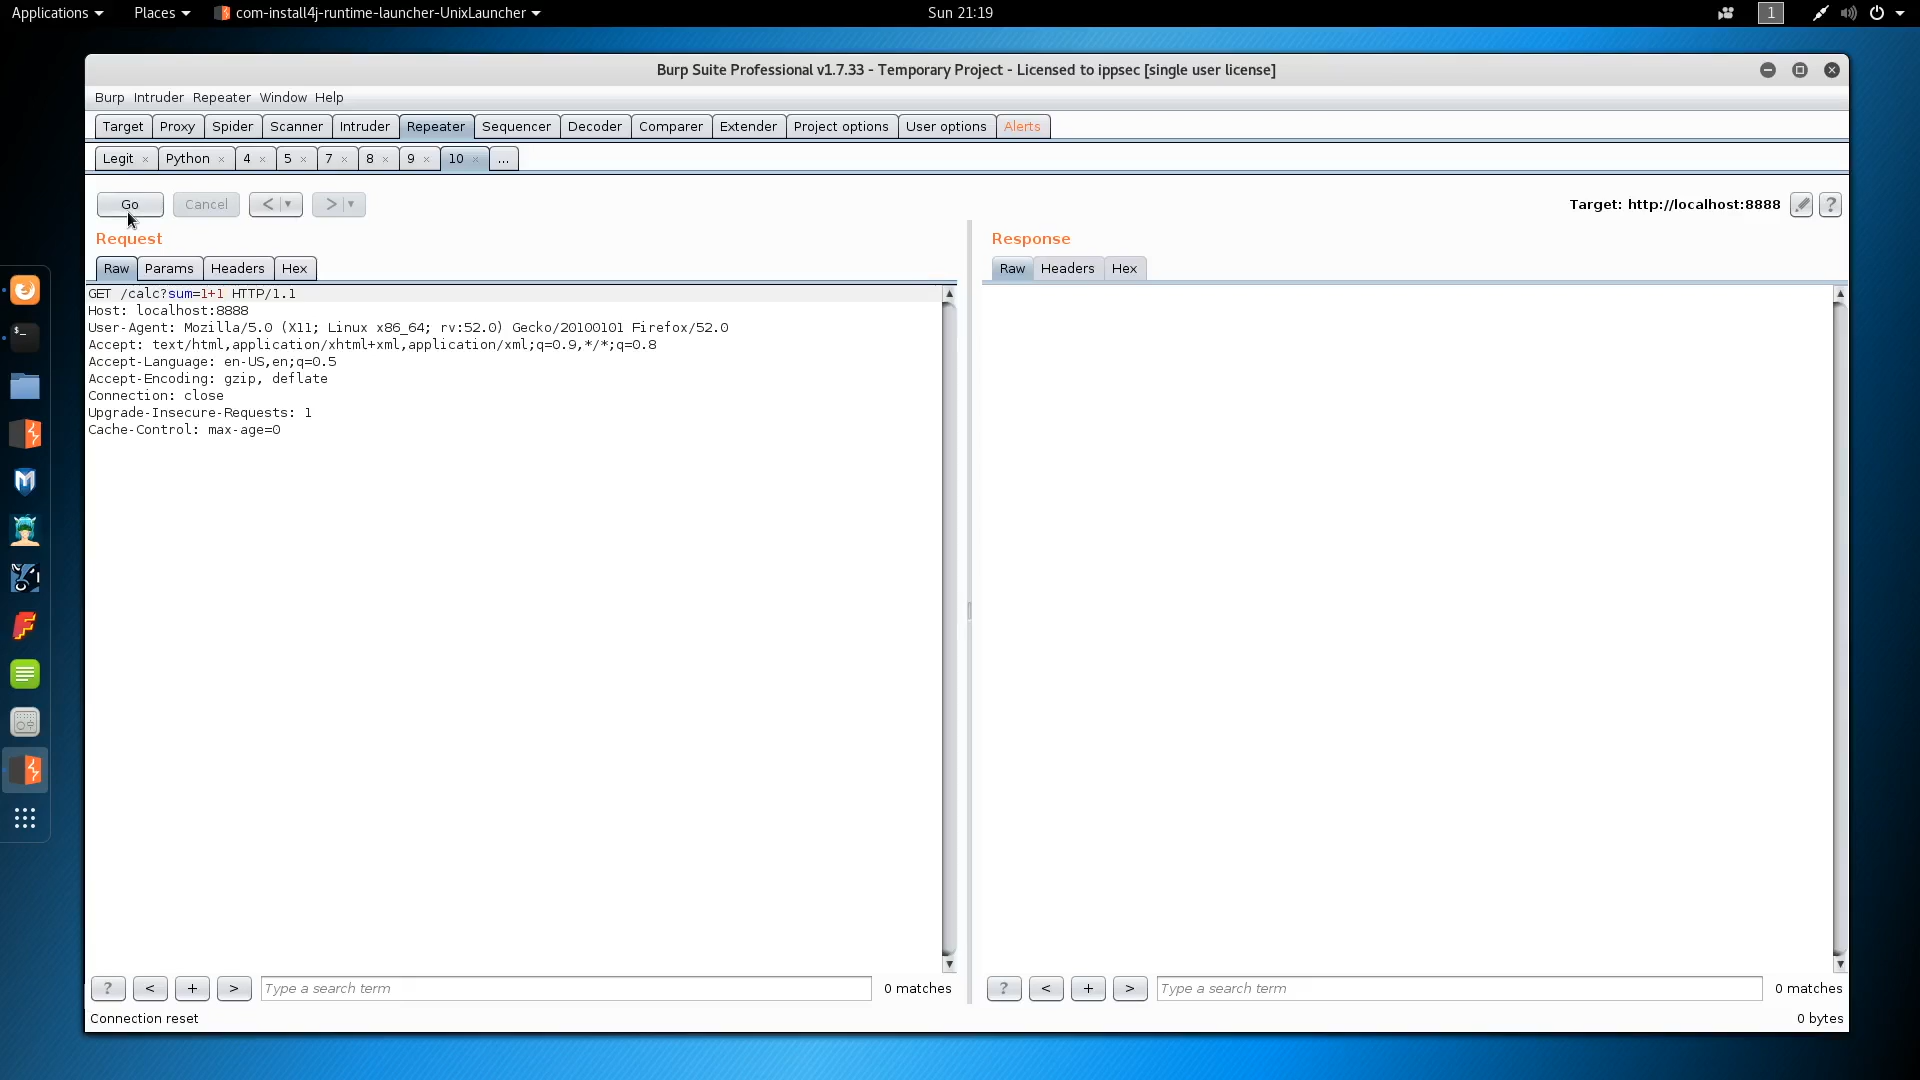 Applications Places com-install4j-runtime-launcher-UnixLauncher Sun 21:19 1
Burp Suite Professional v1.7.33 - Temporary Project - Licensed to ippsec [single user license]
Burp Intruder Repeater Window Help
Target Proxy Spider Scanner Intruder Repeater Sequencer Decoder Comparer Extender Project options User options Alerts
Legit × Python × 4 × 5 × 7 × 8 × 9 × 10 × ...
Go Cancel < > Target: http://localhost:8888 ?
Request
Response
Raw Params Headers Hex
Raw Headers Hex
GET /calc?sum=1+1 HTTP/1.1
Host: localhost:8888
User-Agent: Mozilla/5.0 (X11; Linux x86_64; rv:52.0) Gecko/20100101 Firefox/52.0
Accept: text/html,application/xhtml+xml,application/xml;q=0.9,*/*;q=0.8
Accept-Language: en-US,en;q=0.5
Accept-Encoding: gzip, deflate
Connection: close
Upgrade-Insecure-Requests: 1
Cache-Control: max-age=0
? < + > Type a search term 0 matches
? < + > Type a search term 0 matches
Connection reset
0 bytes